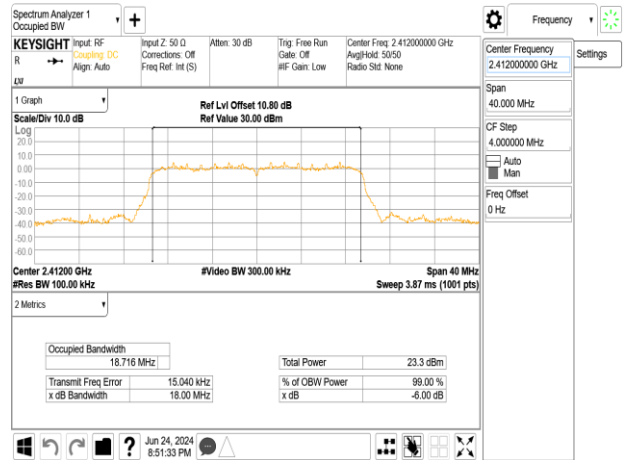 Spectrum Analyzer 1
Occupied BW
+
Frequency
KEYSIGHT
R
LXI
Input: RF
Coupling: DC
Align: Auto
Input Z: 50 Ω
Corrections: Off
Freq Ref: Int (S)
Atten: 30 dB
Trig: Free Run
Gate: Off
#IF Gain: Low
Center Freq: 2.412000000 GHz
Avg|Hold: 50/50
Radio Std: None
Center Frequency
2.412000000 GHz
Settings
Span
40.000 MHz
CF Step
4.000000 MHz
Auto
Man
Freq Offset
0 Hz
1 Graph
Ref Lvl Offset 10.80 dB
Scale/Div 10.0 dB
Ref Value 30.00 dBm
Log
20.0
10.0
0.00
-10.0
-20.0
-30.0
-40.0
-50.0
-60.0
Center 2.41200 GHz
#Video BW 300.00 kHz
Span 40 MHz
#Res BW 100.00 kHz
Sweep 3.87 ms (1001 pts)
2 Metrics
Occupied Bandwidth
18.716 MHz
Total Power 23.3 dBm
Transmit Freq Error 15.040 kHz
% of OBW Power 99.00 %
x dB Bandwidth 18.00 MHz
x dB -6.00 dB
?
Jun 24, 2024
8:51:33 PM